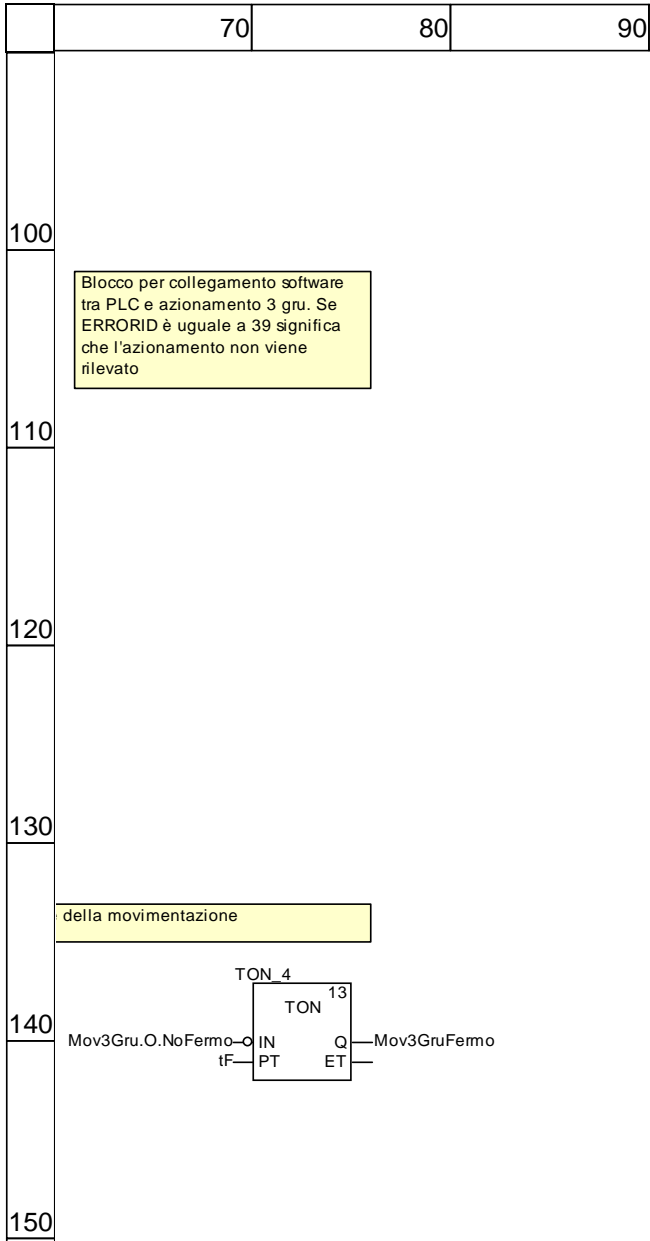 70 80 90
100
Blocco per collegamento software
tra PLC e azionamento 3 gru. Se
ERRORID è uguale a 39 significa
che l'azionamento non viene
rilevato
110
120
130
della movimentazione
TON_4
13
TON
140
Mov3Gru.O.NoFermo IN Q Mov3GruFermo
tF PT ET
150